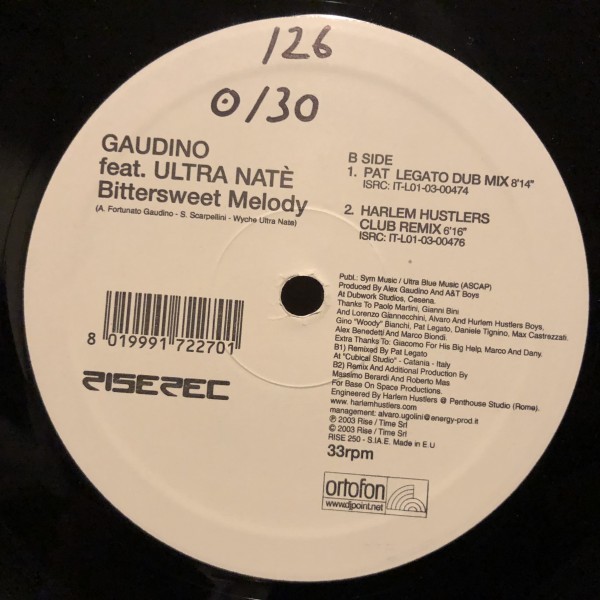 126
0/30
GAUDINO
feat. ULTRA NATÈ
Bittersweet Melody
(A. Fortunato Gaudino - S. Scarpellini - Wyche Ultra Nate)
8 019991 722701
RISEREC
B SIDE
1. PAT LEGATO DUB MIX 8'14"
ISRC: IT-L01-03-00474
2. HARLEM HUSTLERS
CLUB REMIX 6'16"
ISRC: IT-L01-03-00476
Publ.: Sym Music / Ultra Blue Music (ASCAP)
Produced By Alex Gaudino And A&T Boys
At Dubwork Studios, Cesena.
Thanks To Paolo Martini, Gianni Bini
And Lorenzo Giannecchini, Alvaro And Hurlem Hustlers Boys,
Gino "Woody" Bianchi, Pat Legato, Daniele Tignino, Max Castrezzati,
Alex Benedetti And Marco Biondi.
Extra Thanks To: Giacomo For His Big Help, Marco And Dany.
B1) Remixed By Pat Legato
At "Cubical Studio" - Catania - Italy
B2) Remix And Additional Production By
Massimo Berardi And Roberto Mas
For Base On Space Productions.
Engineered By Harlem Hustlers @ Penthouse Studio (Rome).
www. harlemhustlers.com
management: alvaro.ugolini@energy-prod.it
℗ 2003 Rise / Time Srl
© 2003 Rise / Time Srl
RISE 250 - S.I.A.E. Made in E.U
33rpm
ortofon
www.djpoint.net